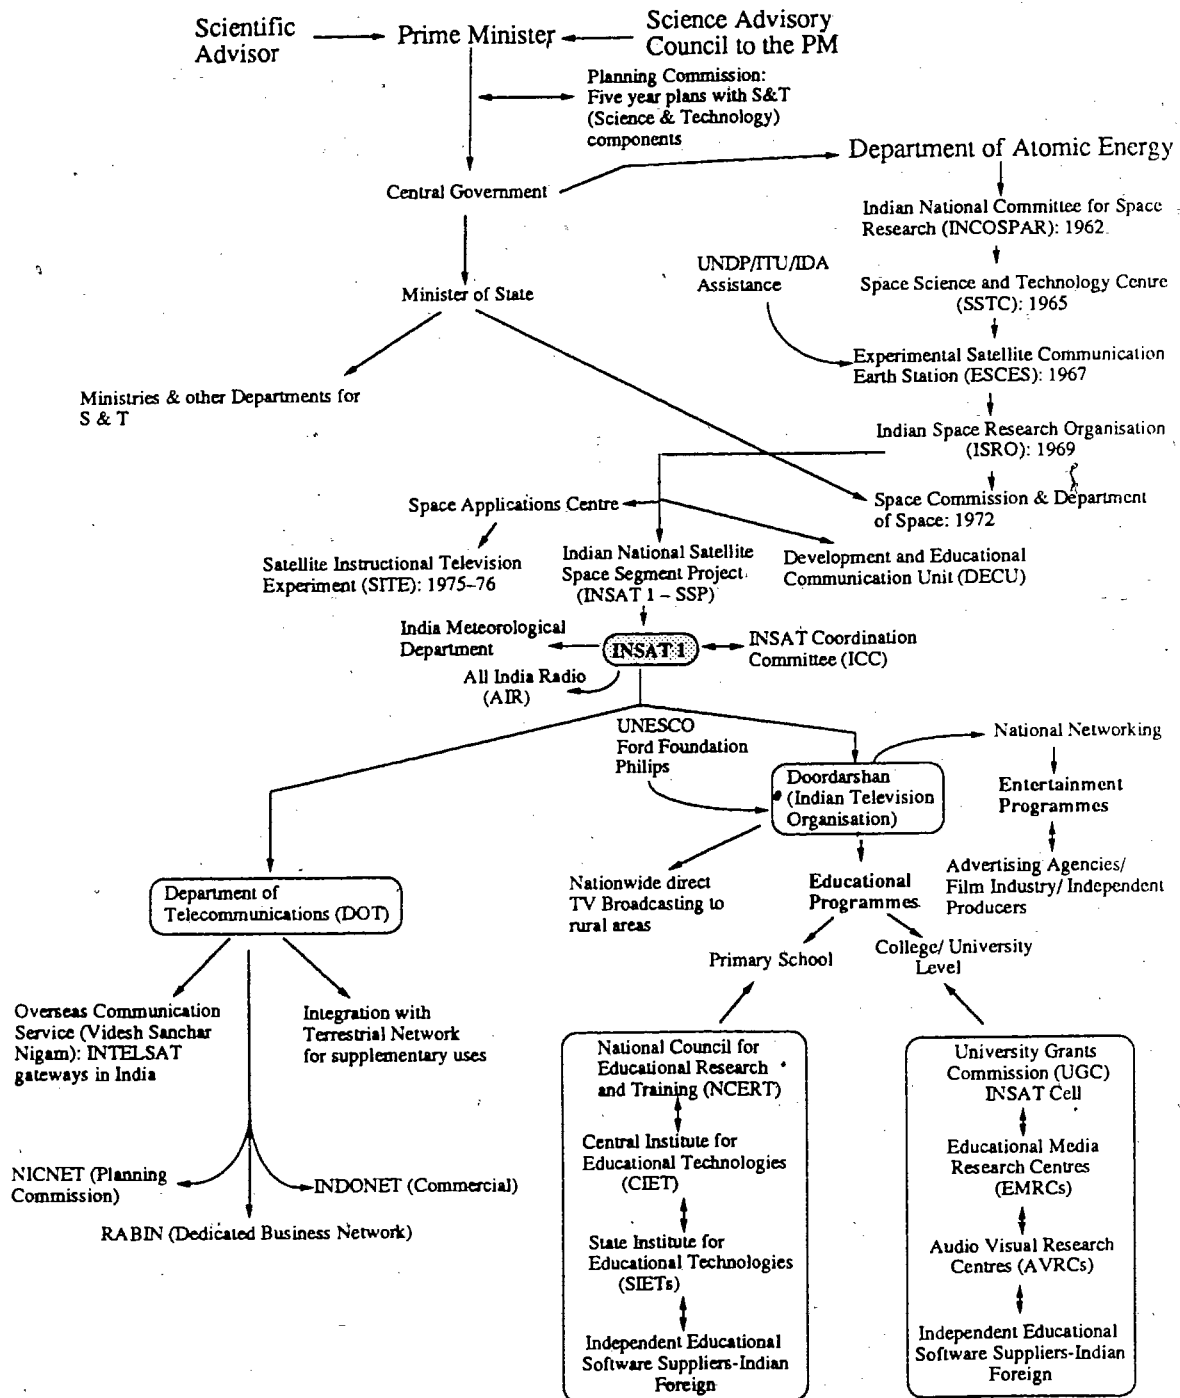 Scientific
Advisor
Prime Minister
Science Advisory
Council to the PM
Planning Commission:
Five year plans with S&T
(Science & Technology)
components
Department of Atomic Energy
Central Government
Indian National Committee for Space
Research (INCOSPAR): 1962
UNDP/ITU/IDA
Assistance
Space Science and Technology Centre
(SSTC): 1965
Minister of State
Experimental Satellite Communication
Earth Station (ESCES): 1967
Ministries & other Departments for
S & T
Indian Space Research Organisation
(ISRO): 1969
Space Applications Centre
Space Commission & Department
of Space: 1972
Satellite Instructional Television
Experiment (SITE): 1975-76
Indian National Satellite
Space Segment Project
(INSAT 1 - SSP)
Development and Educational
Communication Unit (DECU)
India Meteorological
Department
INSAT 1
INSAT Coordination
Committee (ICC)
All India Radio
(AIR)
UNESCO
Ford Foundation
Philips
National Networking
Doordarshan
(Indian Television
Organisation)
Entertainment
Programmes
Department of
Telecommunications (DOT)
Nationwide direct
TV Broadcasting to
rural areas
Educational
Programmes
Advertising Agencies/
Film Industry/ Independent
Producers
Primary School
College/ University
Level
Overseas Communication
Service (Videsh Sanchar
Nigam): INTELSAT
gateways in India
Integration with
Terrestrial Network
for supplementary uses
National Council for
Educational Research
and Training (NCERT)
University Grants
Commission (UGC)
INSAT Cell
Central Institute for
Educational Technologies
(CIET)
Educational Media
Research Centres
(EMRCs)
NICNET (Planning
Commission)
INDONET (Commercial)
RABIN (Dedicated Business Network)
State Institute for
Educational Technologies
(SIETs)
Audio Visual Research
Centres (AVRCs)
Independent Educational
Software Suppliers-Indian
Foreign
Independent Educational
Software Suppliers-Indian
Foreign